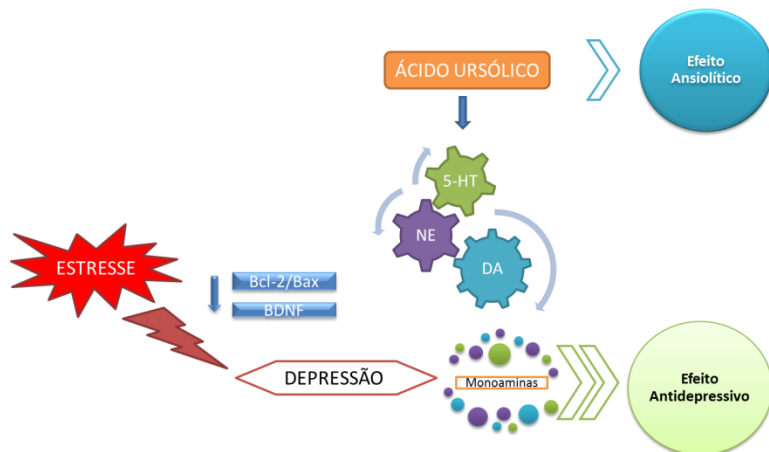 ÁCIDO URSÓLICO
Efeito
Ansiolítico
5-HT
NE
DA
ESTRESSE
Bcl-2/Bax
BDNF
DEPRESSÃO
Monoaminas
Efeito
Antidepressivo